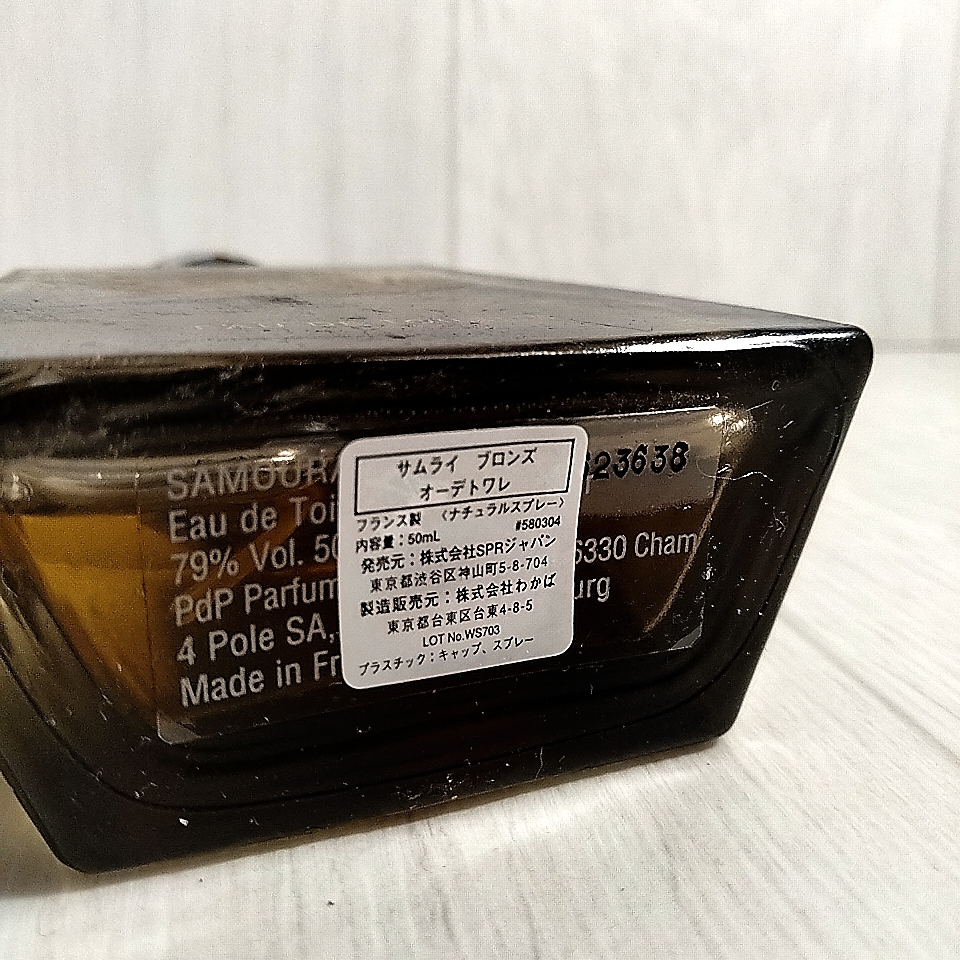 SAMOURA
Eau de Toi
79% Vol. 50
PdP Parfum
4 Pole SA,
Made in Fr
サムライ ブロンズ
オーデトワレ
フランス製 〈ナチュラルスプレー〉
内容量：50mL #580304
発売元：株式会社SPRジャパン
東京都渋谷区神山町5-8-704
製造販売元：株式会社わかば
東京都台東区台東4-8-5
LOT No.WS703
プラスチック：キャップ、スプレー
23638
6330 Cham
urg